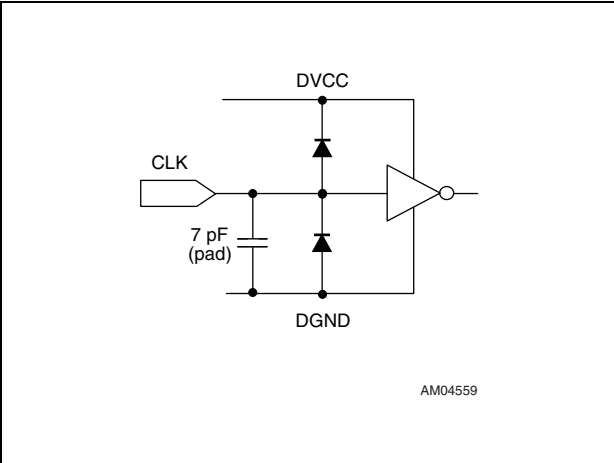 DVCC
CLK
7 pF
(pad)
DGND
AM04559